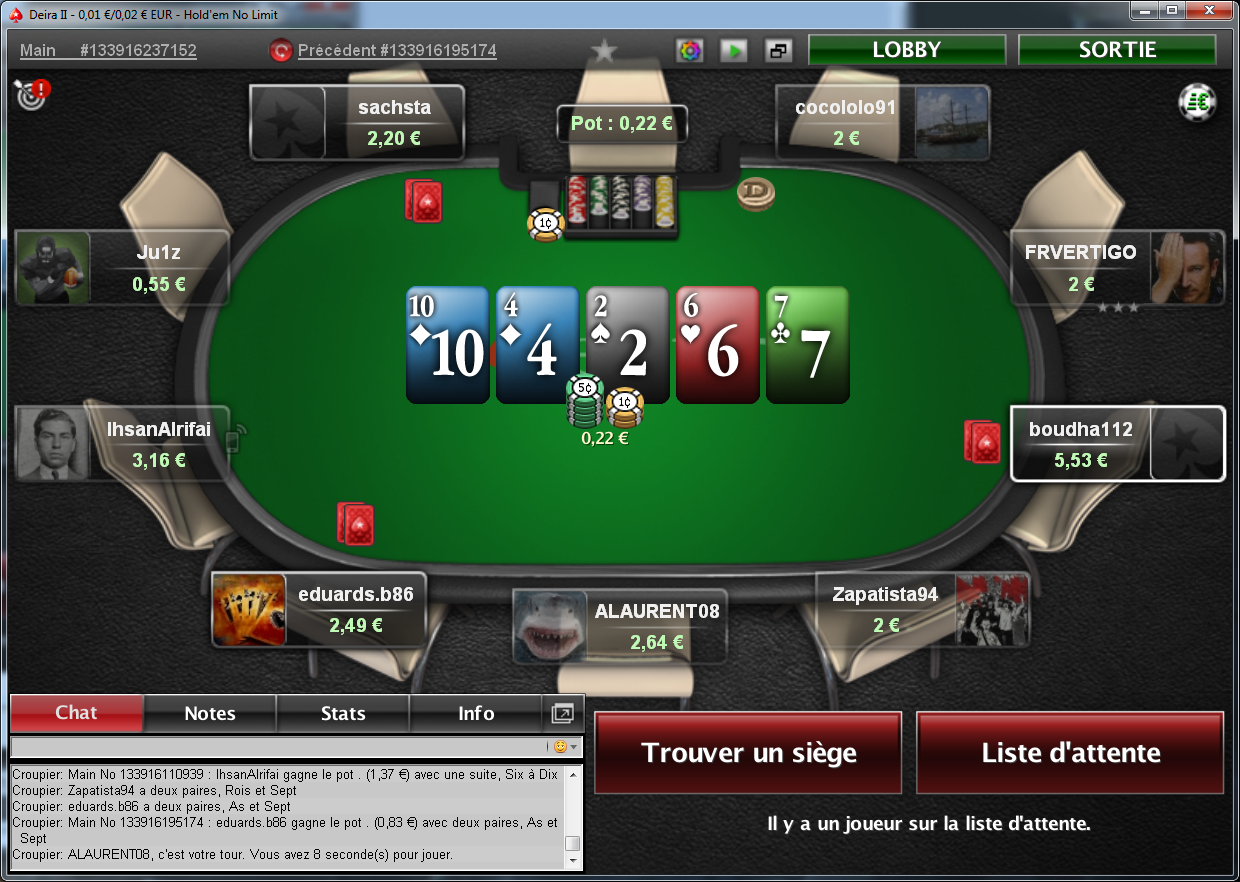 Deira II - 0,01 €/0,02 € EUR - Hold'em No Limit
Main #133916237152
Précédent #133916195174
LOBBY
SORTIE
sachsta
2,20 €
Pot : 0,22 €
cocololo91
2 €
D
1¢
Ju1z
0,55 €
FRVERTIGO
2 €
10 4 2 6 7
10 4 2 6 7
5¢ 1¢
0,22 €
IhsanAlrifai
3,16 €
boudha112
5,53 €
eduards.b86
2,49 €
ALAURENT08
2,64 €
Zapatista94
2 €
Chat
Notes
Stats
Info
Trouver un siège
Liste d'attente
Croupier: Main No 133916110939 : IhsanAlrifai gagne le pot . (1,37 €) avec une suite, Six à Dix
Croupier: Zapatista94 a deux paires, Rois et Sept
Croupier: eduards.b86 a deux paires, As et Sept
Croupier: Main No 133916195174 : eduards.b86 gagne le pot . (0,83 €) avec deux paires, As et
Sept
Croupier: ALAURENT08, c'est votre tour. Vous avez 8 seconde(s) pour jouer.
Il y a un joueur sur la liste d'attente.